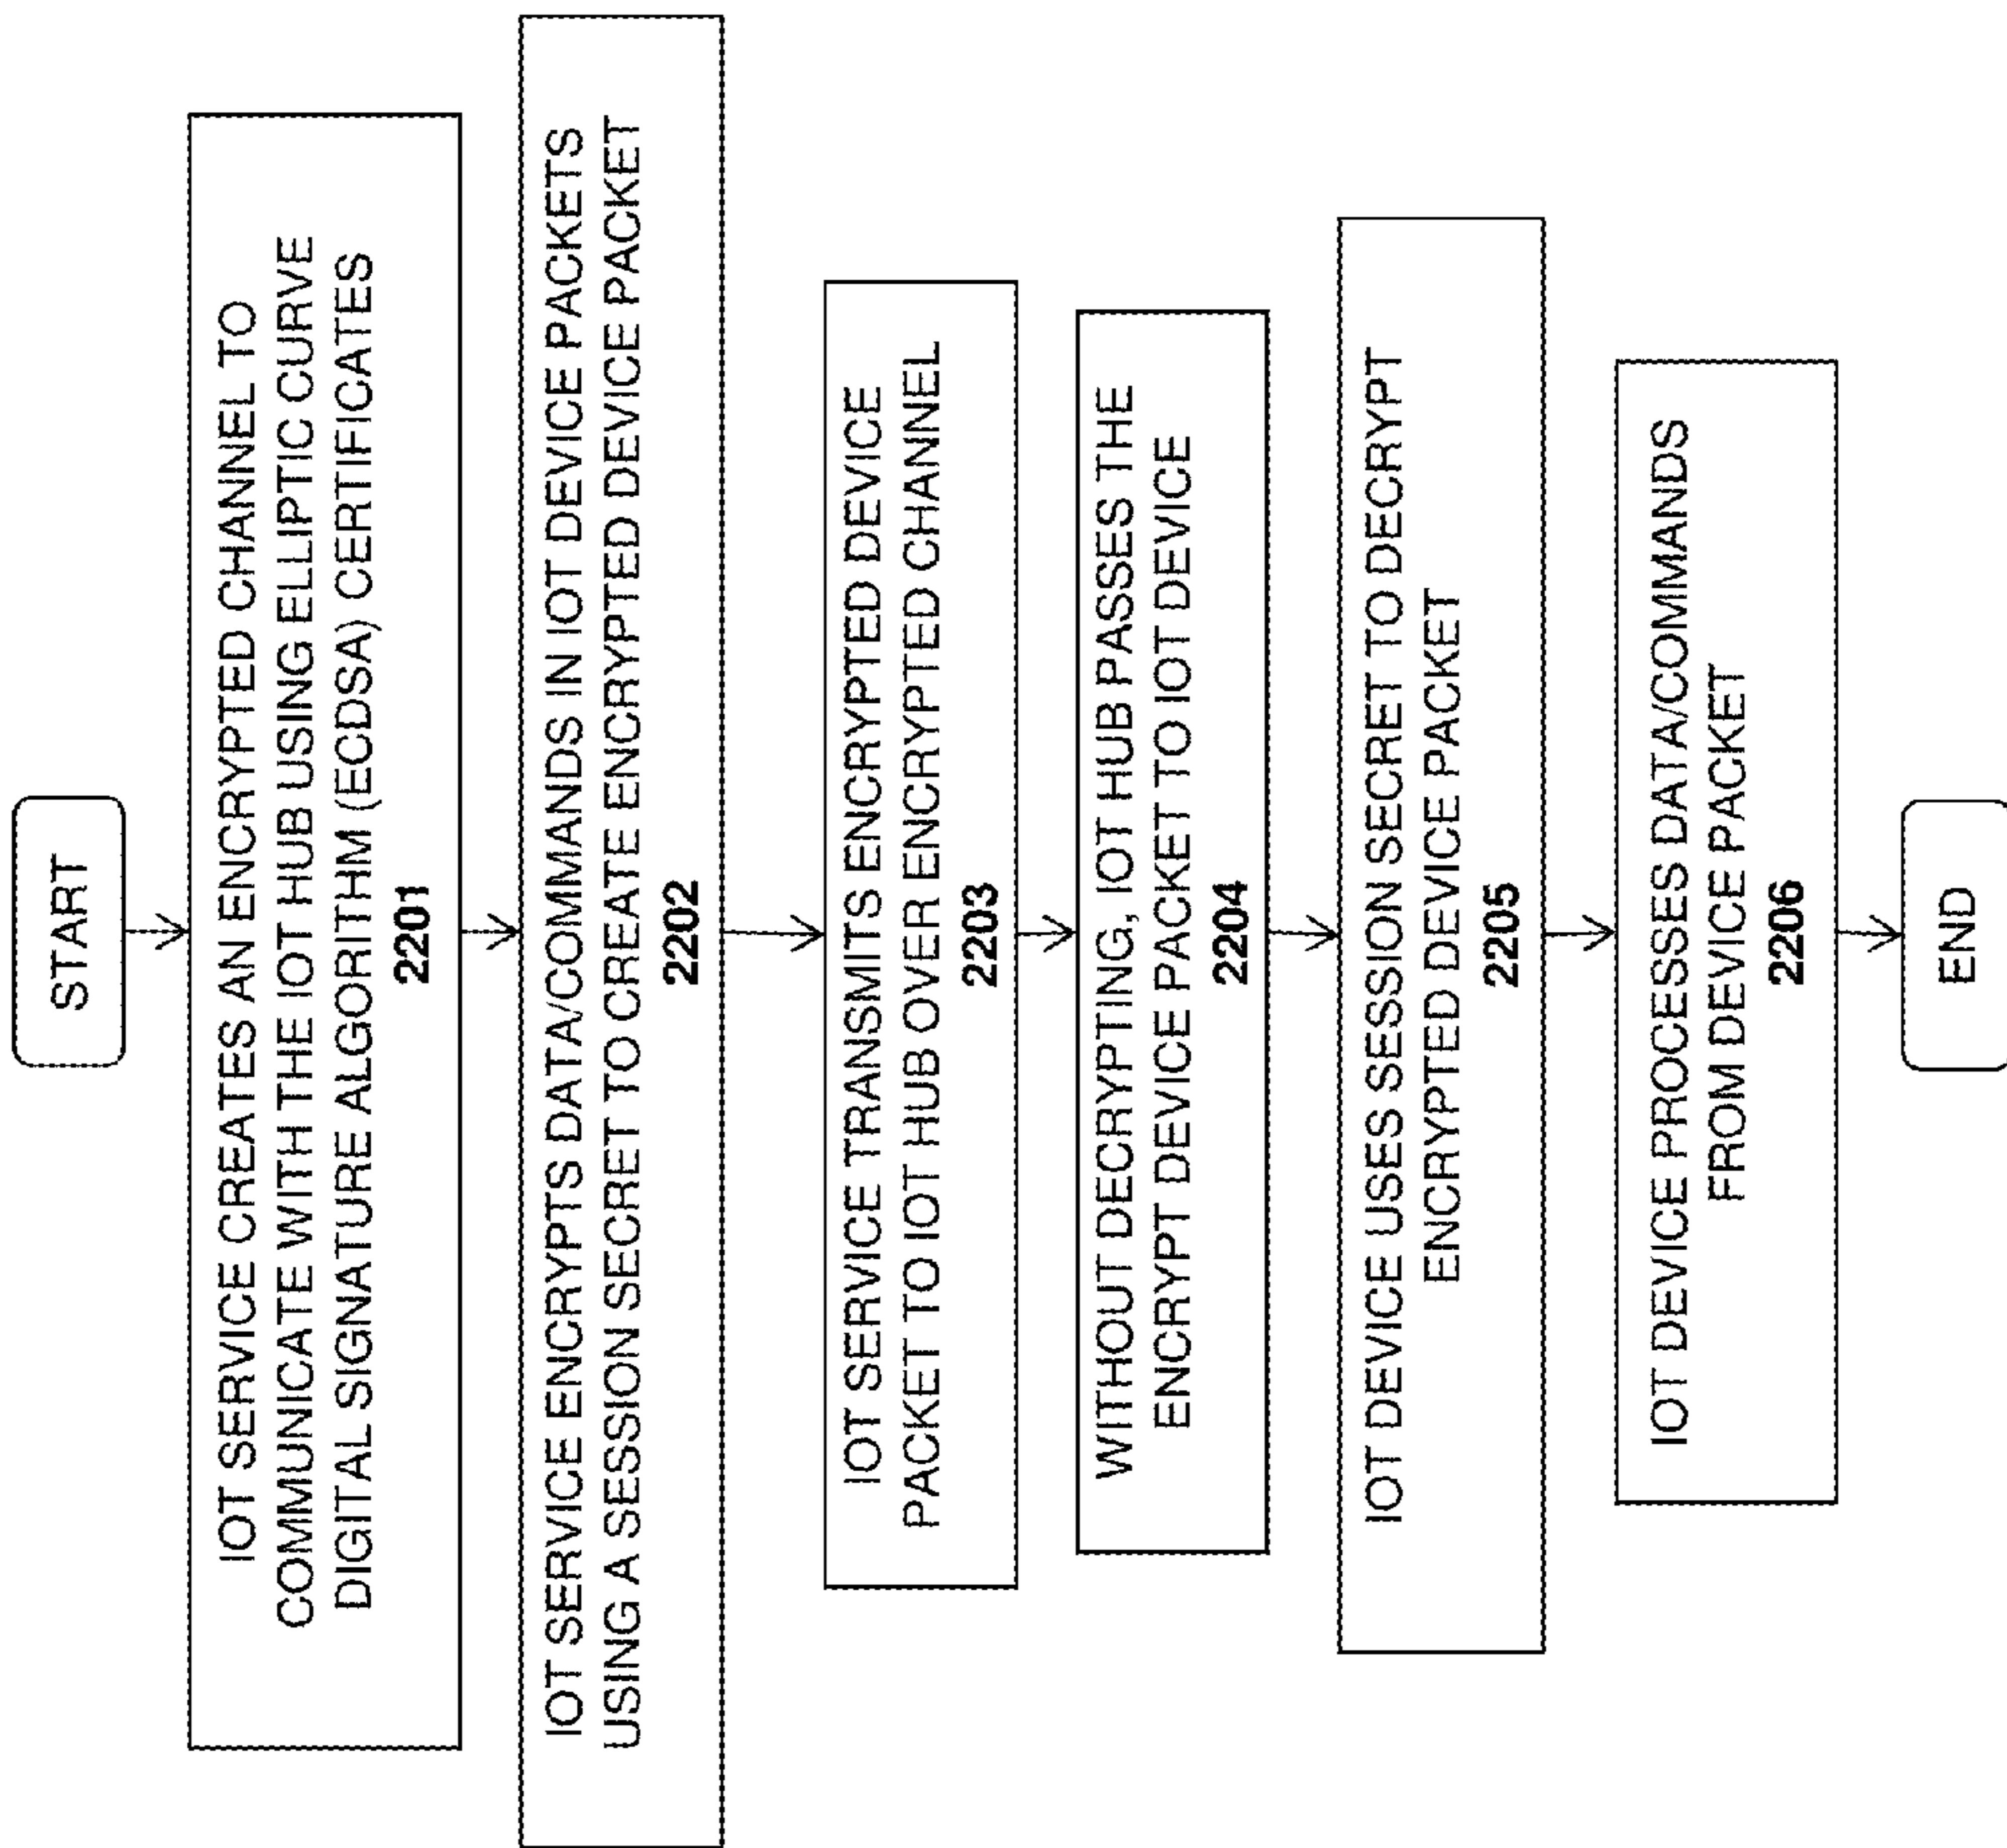 START
IOT SERVICE CREATES AN ENCRYPTED CHANNEL TO
COMMUNICATE WITH THE IOT HUB USING ELLIPTIC CURVE
DIGITAL SIGNATURE ALGORITHM (ECDSA) CERTIFICATES
2201
IOT SERVICE ENCRYPTS DATA/COMMANDS IN IOT DEVICE PACKETS
USING A SESSION SECRET TO CREATE ENCRYPTED DEVICE PACKET
2202
IOT SERVICE TRANSMITS ENCRYPTED DEVICE
PACKET TO IOT HUB OVER ENCRYPTED CHANNEL
2203
WITHOUT DECRYPTING, IOT HUB PASSES THE
ENCRYPT DEVICE PACKET TO IOT DEVICE
2204
IOT DEVICE USES SESSION SECRET TO DECRYPT
ENCRYPTED DEVICE PACKET
2205
IOT DEVICE PROCESSES DATA/COMMANDS
FROM DEVICE PACKET
2206
END